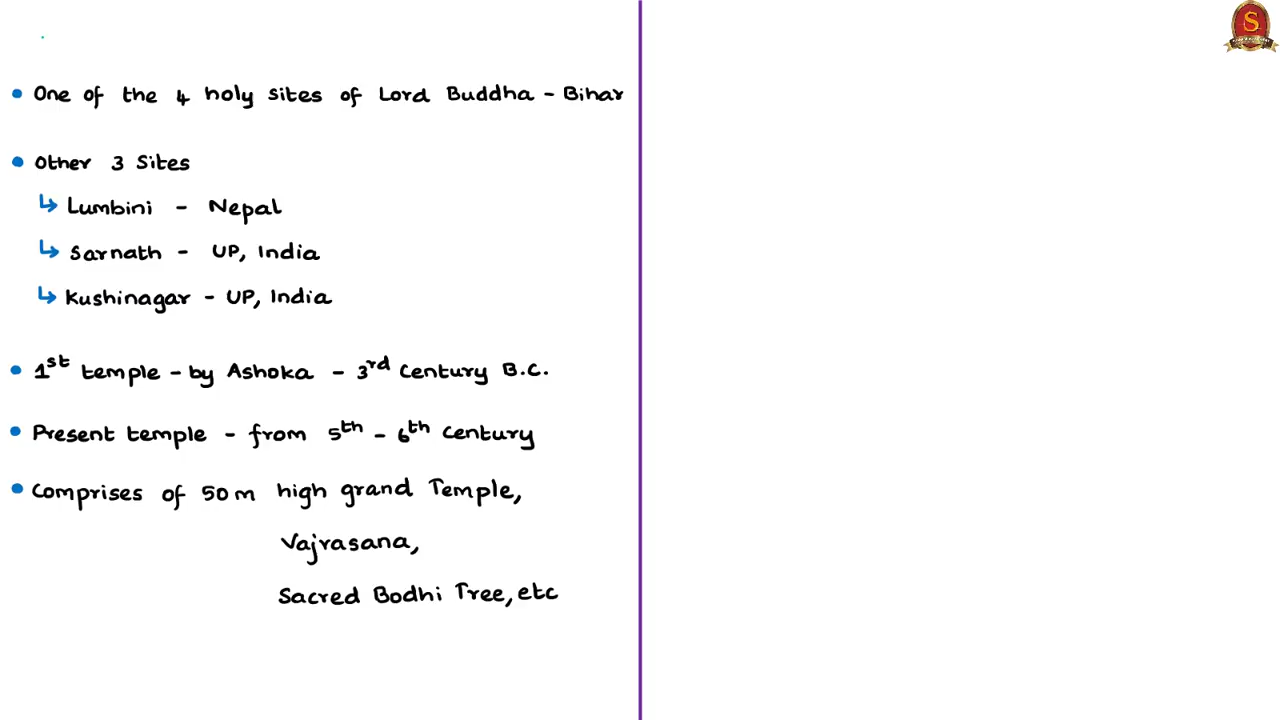 • One of the 4 holy sites of Lord Buddha - Bihar
• Other 3 Sites
↳ Lumbini - Nepal
↳ Sarnath - UP, India
↳ Kushinagar - UP, India
• 1st temple - by Ashoka - 3rd Century B.C.
• Present temple - from 5th - 6th Century
• Comprises of 50m high grand Temple,
Vajrasana,
Sacred Bodhi Tree, etc
S